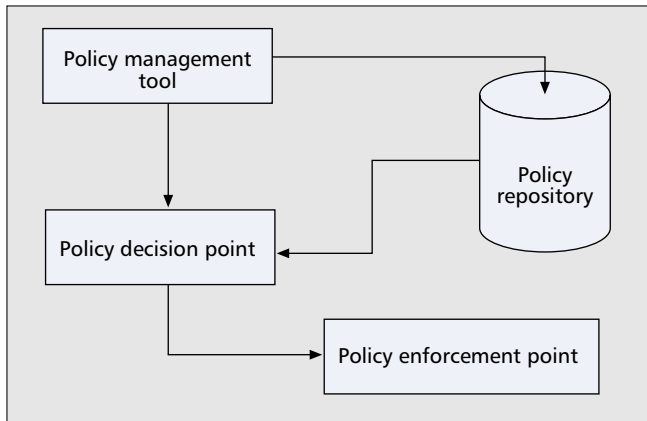 Policy management
tool
Policy
repository
Policy decision point
Policy enforcement point